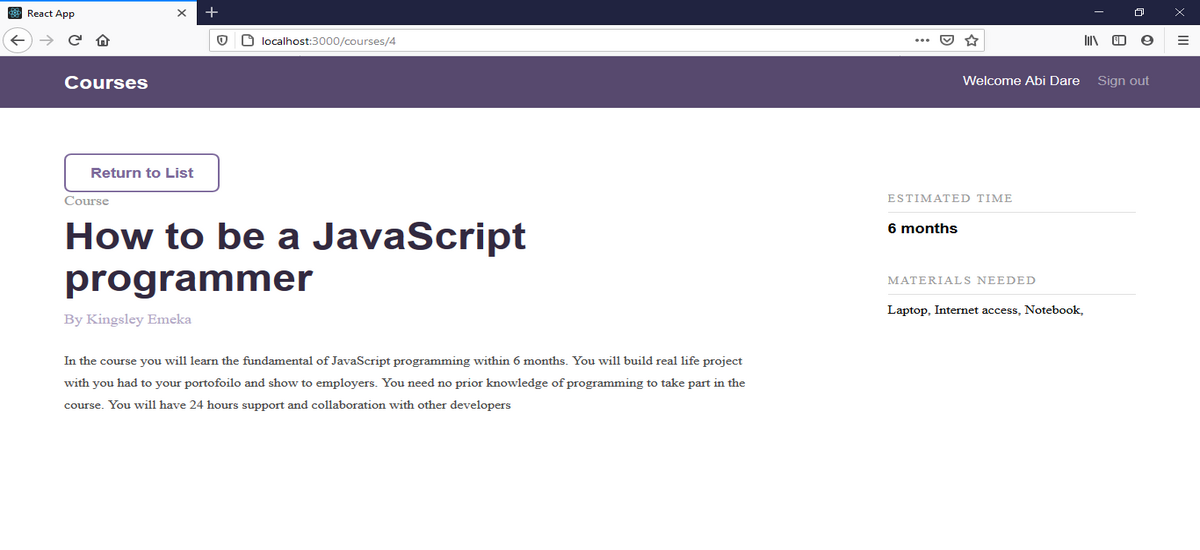 React App
localhost:3000/courses/4
Courses
Welcome Abi Dare Sign out
Return to List
Course
How to be a JavaScript
programmer
By Kingsley Emeka
In the course you will learn the fundamental of JavaScript programming within 6 months. You will build real life project
with you had to your portofoilo and show to employers. You need no prior knowledge of programming to take part in the
course. You will have 24 hours support and collaboration with other developers
ESTIMATED TIME
6 months
MATERIALS NEEDED
Laptop, Internet access, Notebook,